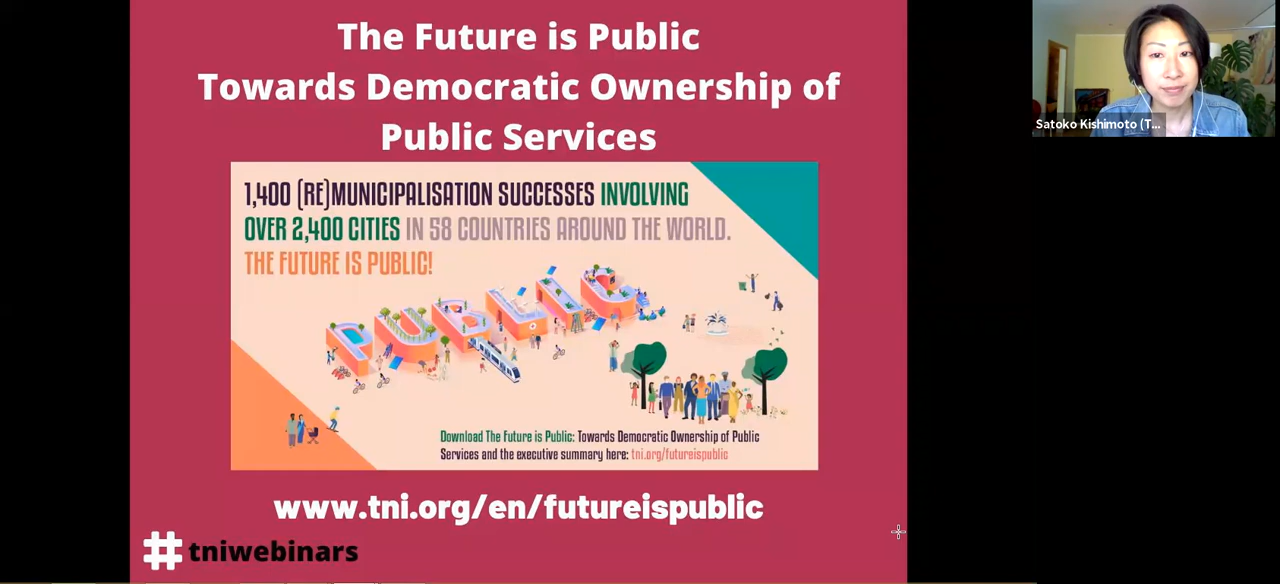 The Future is Public
Towards Democratic Ownership of
Public Services
1,400 (RE)MUNICIPALISATION SUCCESSES INVOLVING
OVER 2,400 CITIES IN 58 COUNTRIES AROUND THE WORLD.
THE FUTURE IS PUBLIC!
PUBLIC
Download The Future is Public: Towards Democratic Ownership of Public
Services and the executive summary here: tni.org/futureispublic
www.tni.org/en/futureispublic
#tniwebinars
Satoko Kishimoto (T...